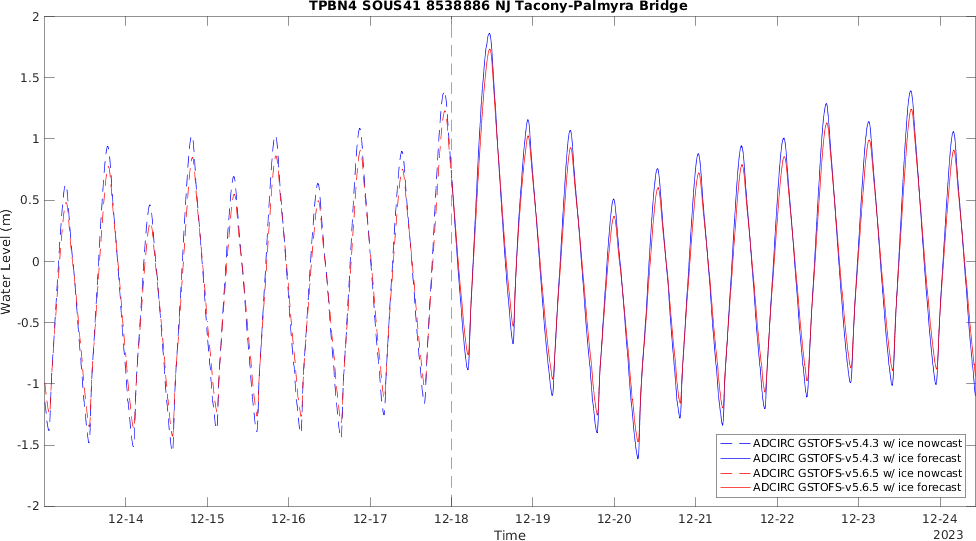 TPBN4 SOUS41 8538886 NJ Tacony-Palmyra Bridge
2
1.5
1
0.5
0
-0.5
-1
-1.5
-2
Water Level (m)
12-14 12-15 12-16 12-17 12-18 12-19 12-20 12-21 12-22 12-23 12-24
Time
2023
ADCIRC GSTOFS-v5.4.3 w/ ice nowcast
ADCIRC GSTOFS-v5.4.3 w/ ice forecast
ADCIRC GSTOFS-v5.6.5 w/ ice nowcast
ADCIRC GSTOFS-v5.6.5 w/ ice forecast